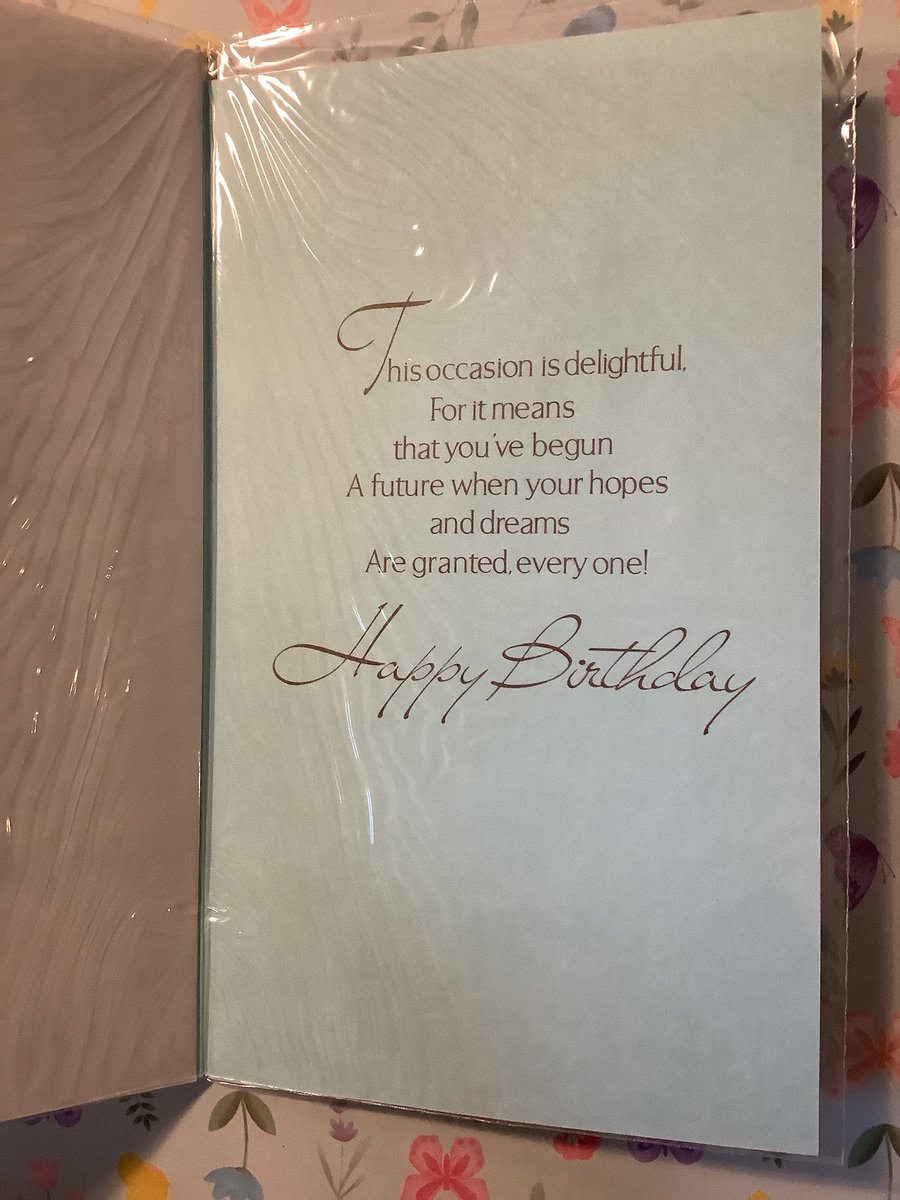 This occasion is delightful,
For it means
that you've begun
A future when your hopes
and dreams
Are granted, every one!
Happy Birthday